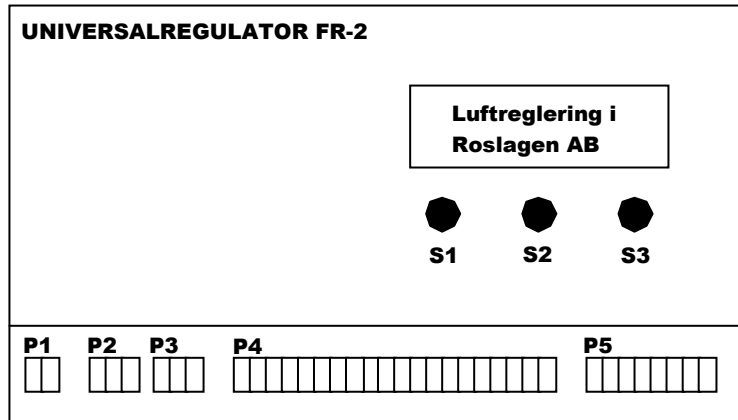 UNIVERSALREGULATOR FR-2
Luftreglering i
Roslagen AB
S1 S2 S3
P1 P2 P3 P4 P5